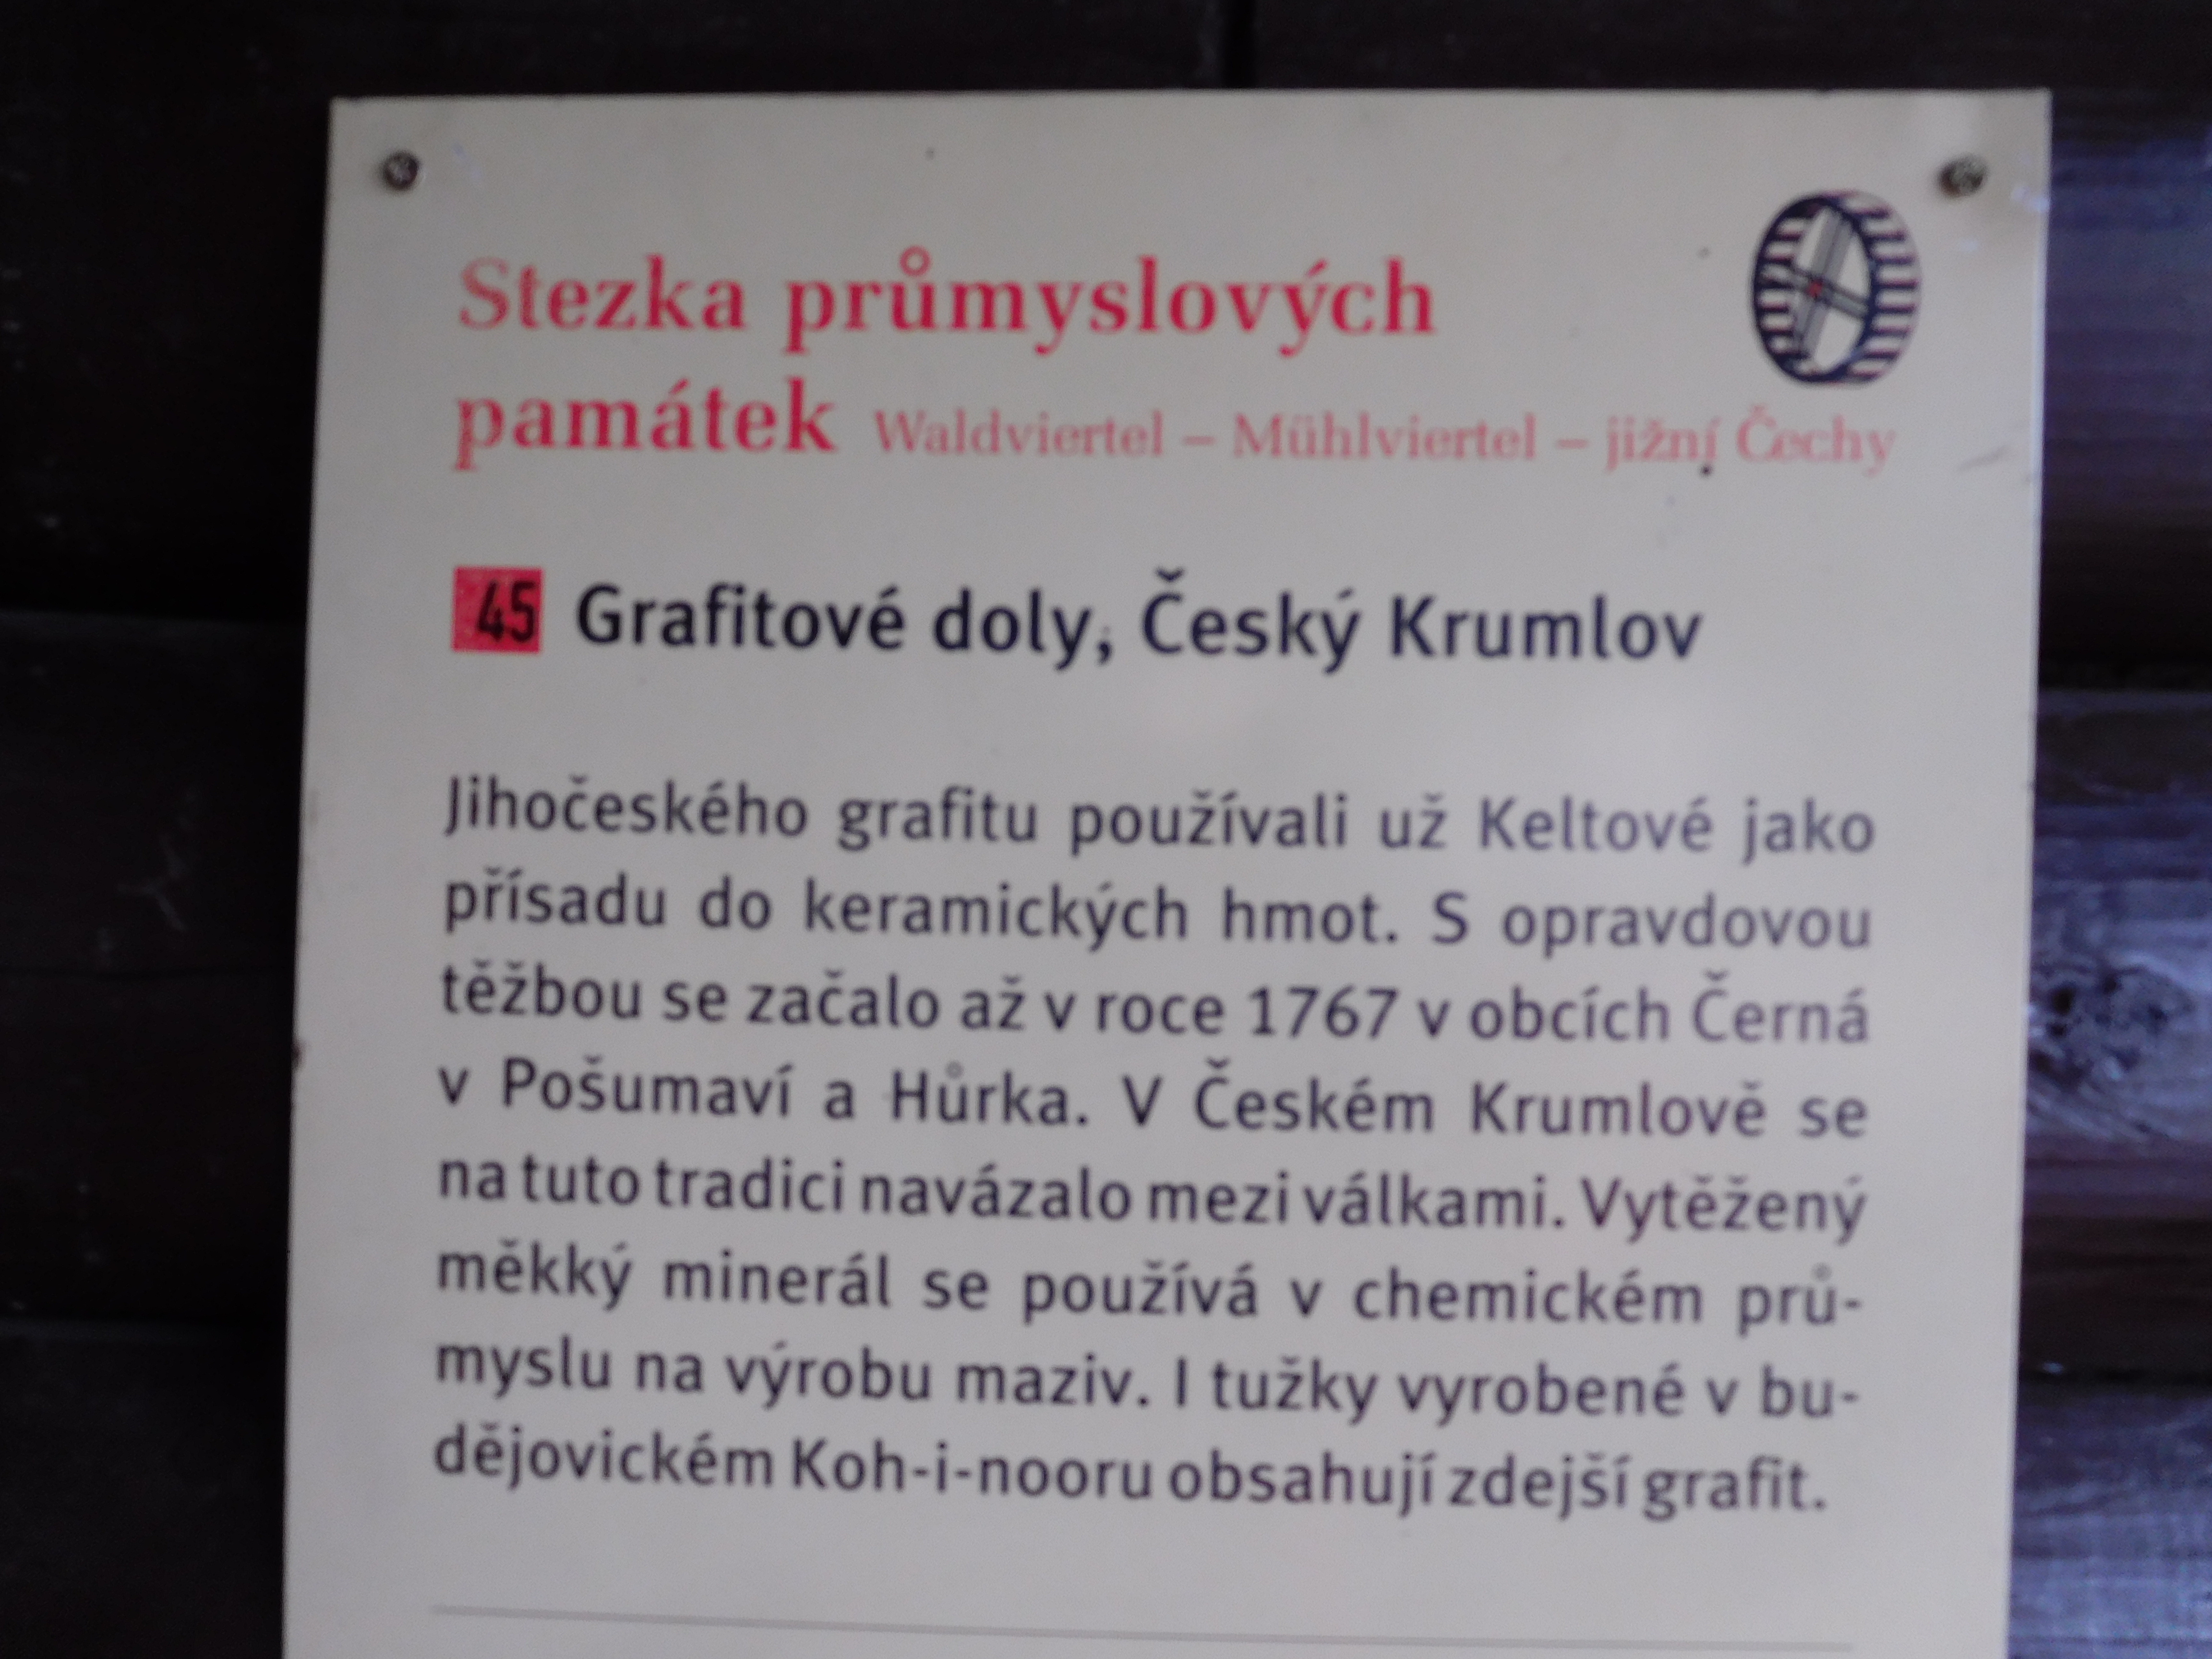 Stezka průmyslových
památek Waldviertel – Mühlviertel – jižní Čechy
45 Grafitové doly, Český Krumlov
Jihočeského grafitu používali už Keltové jako
přísadu do keramických hmot. S opravdovou
těžbou se začalo až v roce 1767 v obcích Černá
v Pošumaví a Hůrka. V Českém Krumlově se
na tuto tradici navázalo mezi válkami. Vytěžený
měkký minerál se používá v chemickém prů-
myslu na výrobu maziv. I tužky vyrobené v bu-
dějovickém Koh-i-nooru obsahují zdejší grafit.